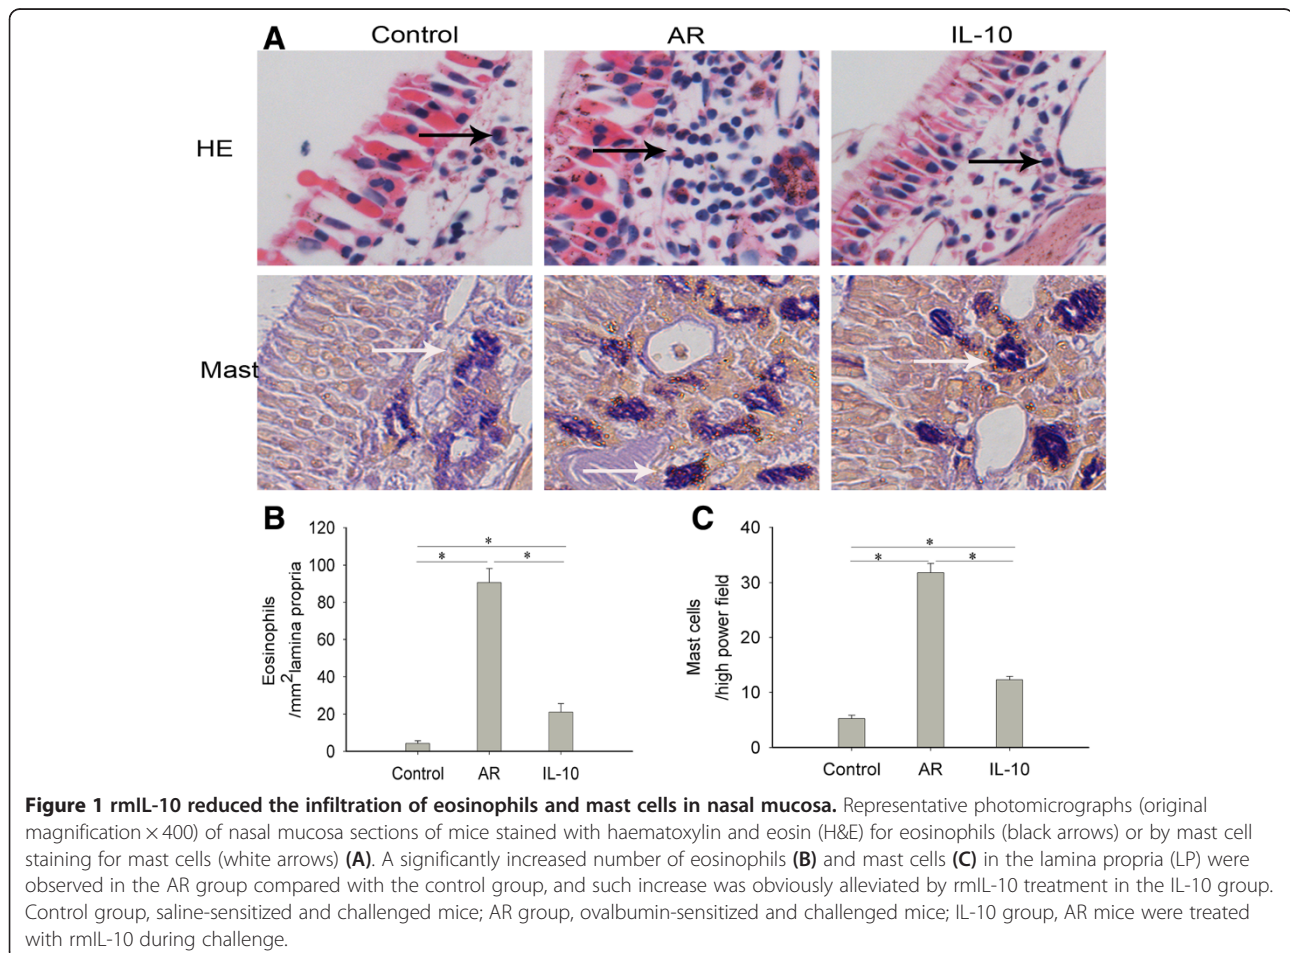 A
Control
AR
IL-10
HE
Mast
B
Eosinophils
/mm2lamina propria
120
100
80
60
40
20
0
*
*
*
Control
AR
IL-10
C
Mast cells
/high power field
40
30
20
10
0
*
*
*
Control
AR
IL-10
Figure 1 rmIL-10 reduced the infiltration of eosinophils and mast cells in nasal mucosa. Representative photomicrographs (original
magnification × 400) of nasal mucosa sections of mice stained with haematoxylin and eosin (H&E) for eosinophils (black arrows) or by mast cell
staining for mast cells (white arrows) (A). A significantly increased number of eosinophils (B) and mast cells (C) in the lamina propria (LP) were
observed in the AR group compared with the control group, and such increase was obviously alleviated by rmIL-10 treatment in the IL-10 group.
Control group, saline-sensitized and challenged mice; AR group, ovalbumin-sensitized and challenged mice; IL-10 group, AR mice were treated
with rmIL-10 during challenge.